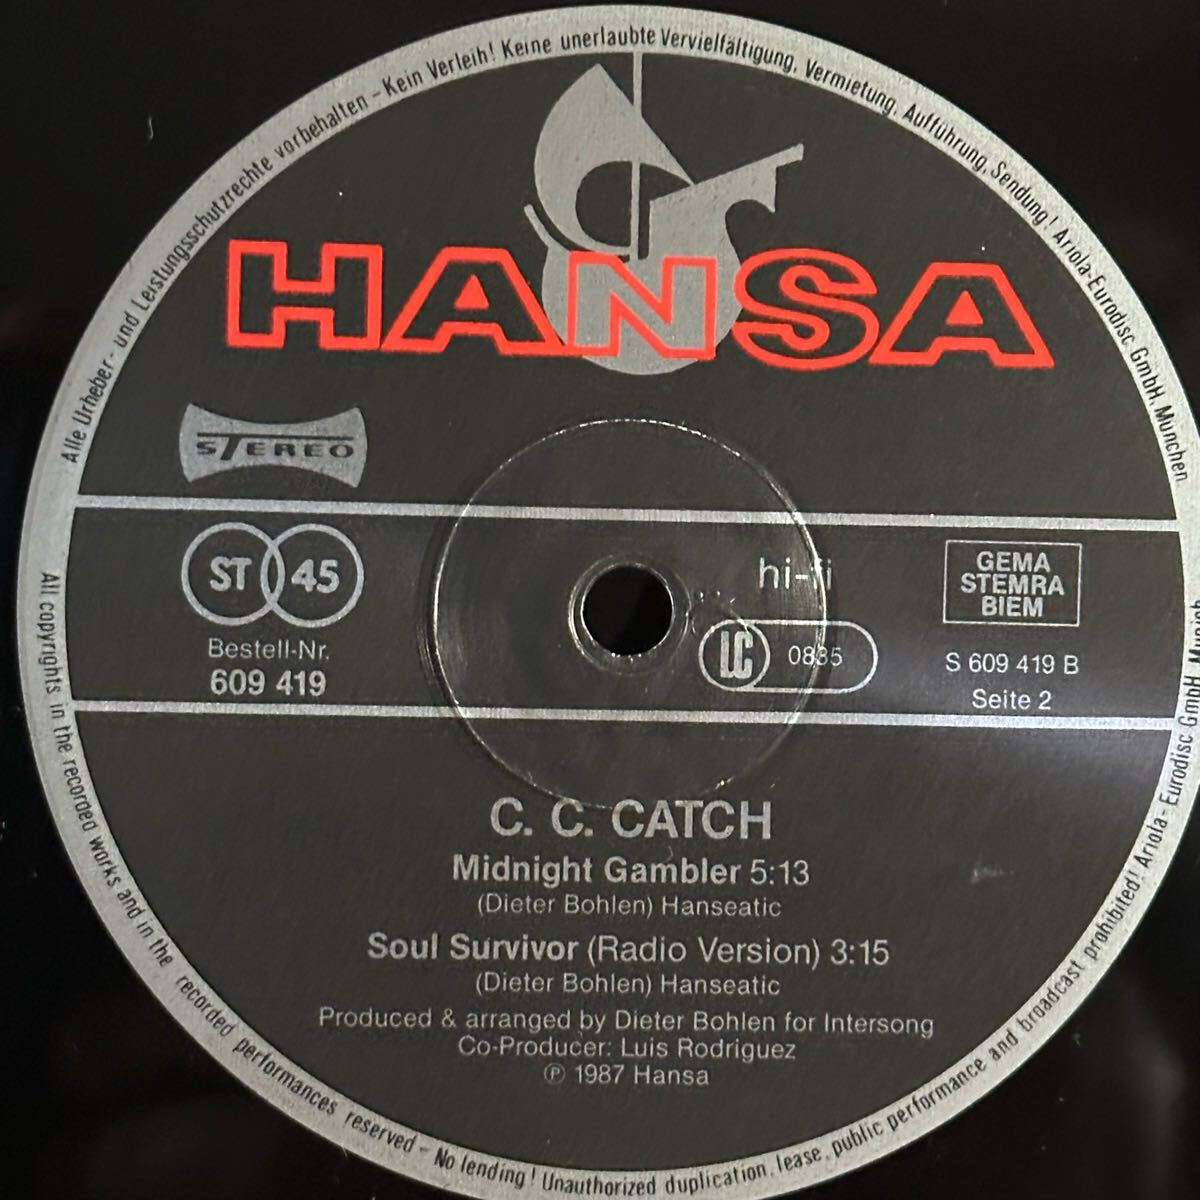 Alle Urheber- und Leistungsschutzrechte vorbehalten – Kein Verleih! Keine unerlaubte Vervielfältigung, Vermietung, Aufführung, Sendung! Ariola-Eurodisc GmbH, München.
HANSA
STEREO
ST 45
Bestell-Nr.
609 419
hi-fi
LC 0835
GEMA
STEMRA
BIEM
S 609 419 B
Seite 2
C. C. CATCH
Midnight Gambler 5:13
(Dieter Bohlen) Hanseatic
Soul Survivor (Radio Version) 3:15
(Dieter Bohlen) Hanseatic
Produced & arranged by Dieter Bohlen for Intersong
Co-Producer: Luis Rodriguez
℗ 1987 Hansa
All copyrights in the recorded works and in the recorded performances reserved – No lending! Unauthorized duplication, lease, public performance and broadcast prohibited! Ariola-Eurodisc GmbH, Munich